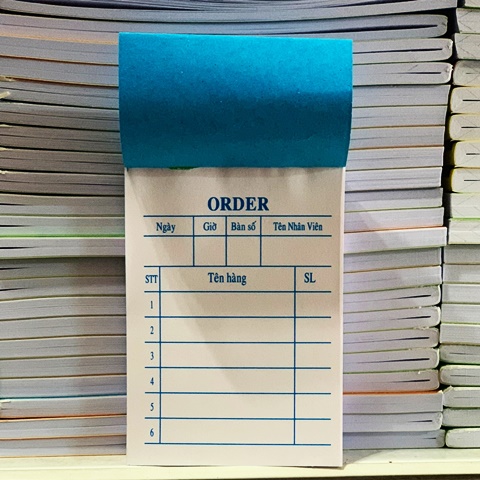 ORDER
Ngày Giờ Bàn số Tên Nhân Viên
STT Tên hàng SL
1
2
3
4
5
6